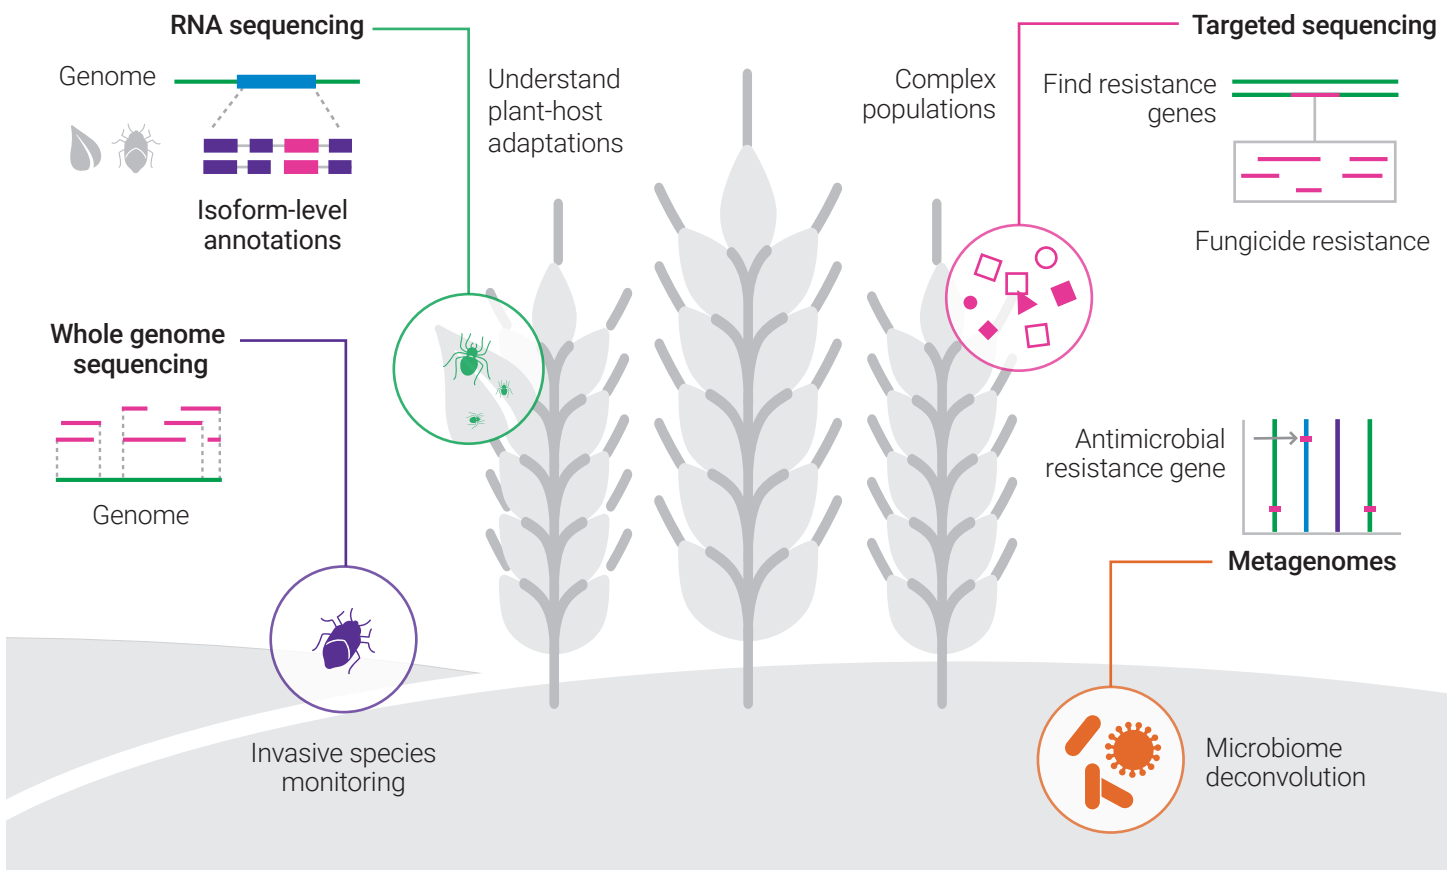 RNA sequencing
Genome
Isoform-level
annotations
Understand
plant-host
adaptations
Whole genome
sequencing
Genome
Invasive species
monitoring
Targeted sequencing
Complex
populations
Find resistance
genes
Fungicide resistance
Antimicrobial
resistance gene
Metagenomes
Microbiome
deconvolution